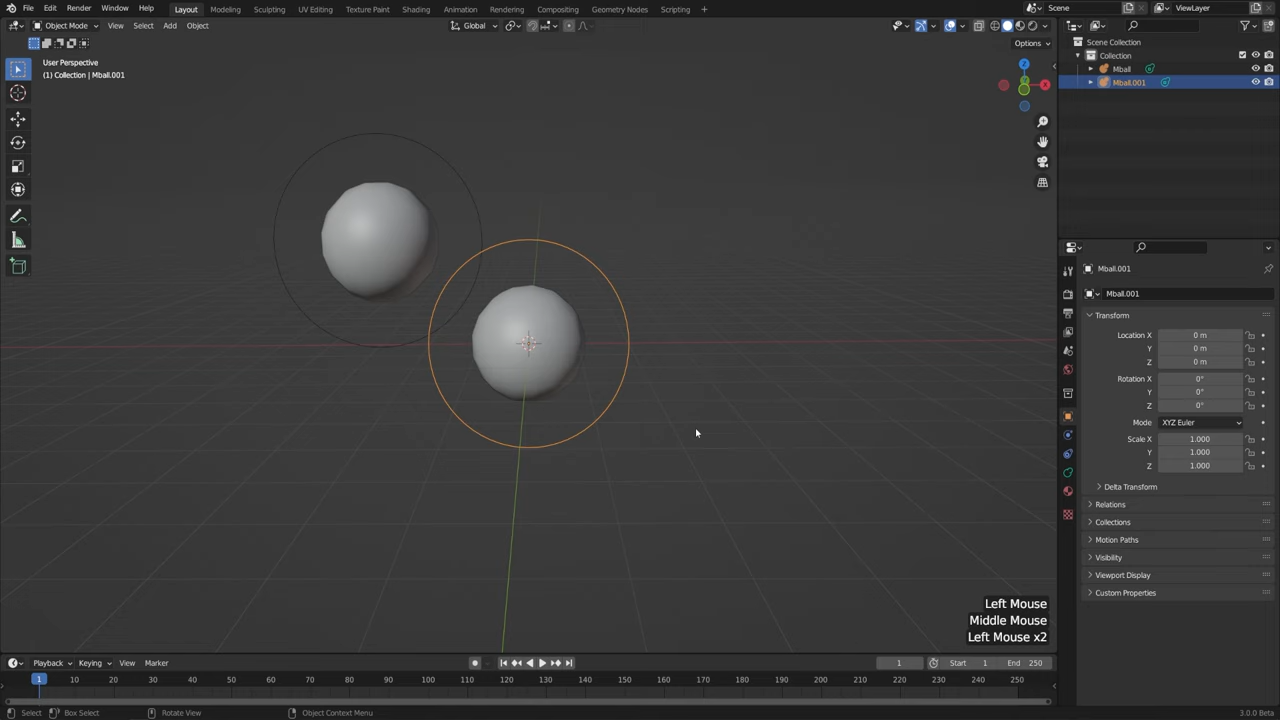 File Edit Render Window Help Layout Modeling Sculpting UV Editing Texture Paint Shading Animation Rendering Compositing Geometry Nodes Scripting Scene ViewLayer
Object Mode View Select Add Object Global
Options
User Perspective
(1) Collection | Mball.001
Z
Y
X
Scene Collection
Collection
Mball
Mball.001
Mball.001
Mball.001
Transform
Location X 0 m
Y 0 m
Z 0 m
Rotation X 0°
Y 0°
Z 0°
Mode XYZ Euler
Scale X 1.000
Y 1.000
Z 1.000
Delta Transform
Relations
Collections
Motion Paths
Visibility
Viewport Display
Custom Properties
Left Mouse
Middle Mouse
Left Mouse x2
Playback Keying View Marker 1 Start 1 End 250
1 10 20 30 40 50 60 70 80 90 100 110 120 130 140 150 160 170 180 190 200 210 220 230 240 250
Select Box Select Rotate View Object Context Menu 3.0.0 Beta